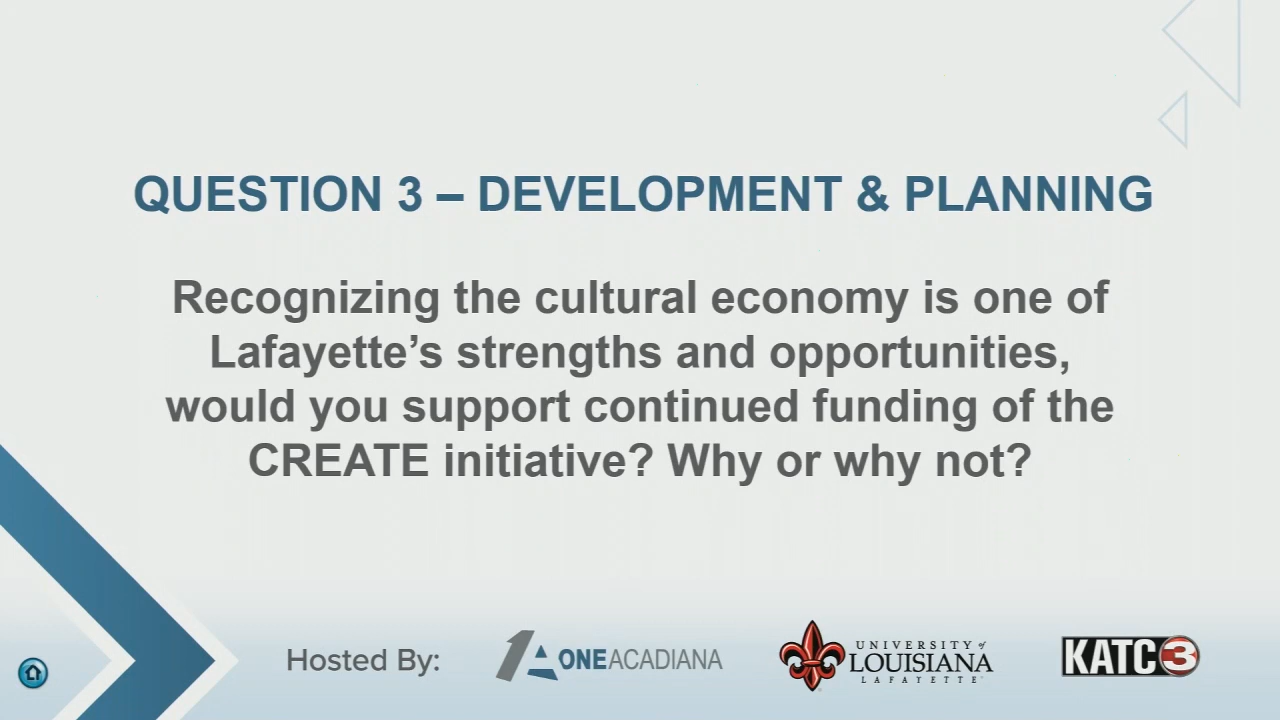 QUESTION 3 – DEVELOPMENT & PLANNING
Recognizing the cultural economy is one of
Lafayette’s strengths and opportunities,
would you support continued funding of the
CREATE initiative? Why or why not?
Hosted By:
1A ONEACADIANA
UNIVERSITY of
LOUISIANA
LAFAYETTE
KATC3